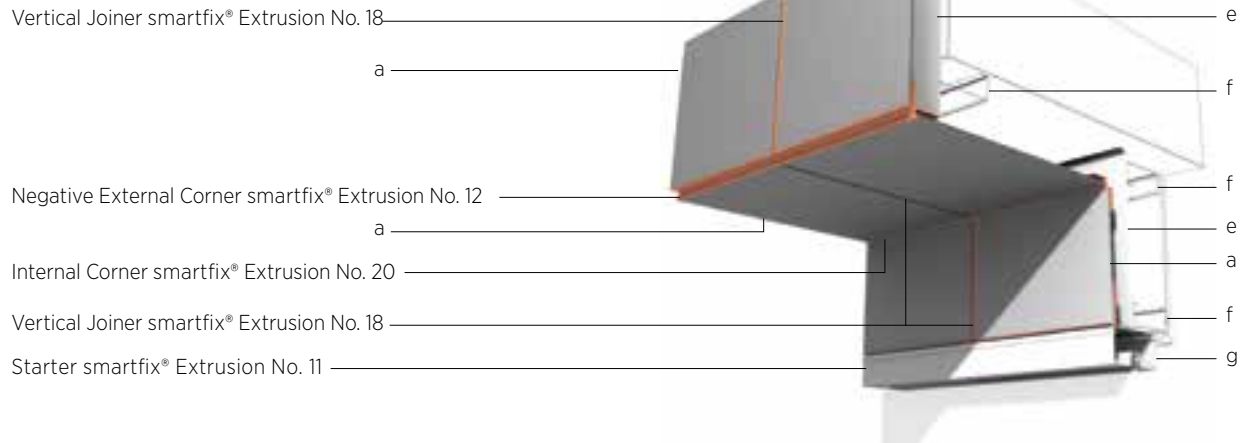 Vertical Joiner smartfix® Extrusion No. 18
e
a
f
Negative External Corner smartfix® Extrusion No. 12
f
a
e
Internal Corner smartfix® Extrusion No. 20
a
Vertical Joiner smartfix® Extrusion No. 18
f
Starter smartfix® Extrusion No. 11
g